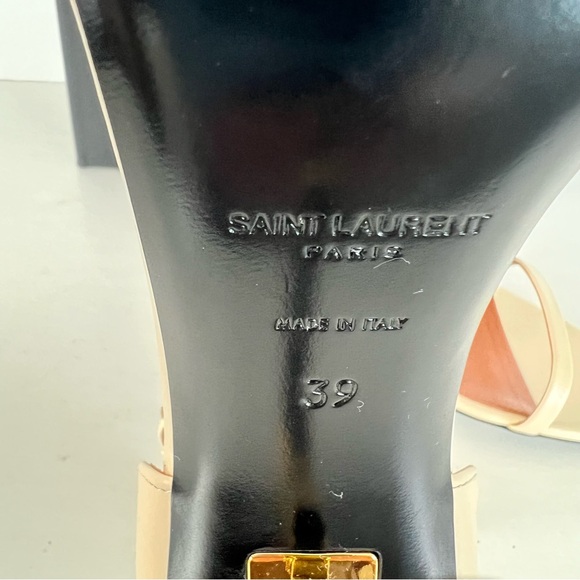 SAINT LAURENT
PARIS
MADE IN ITALY
39